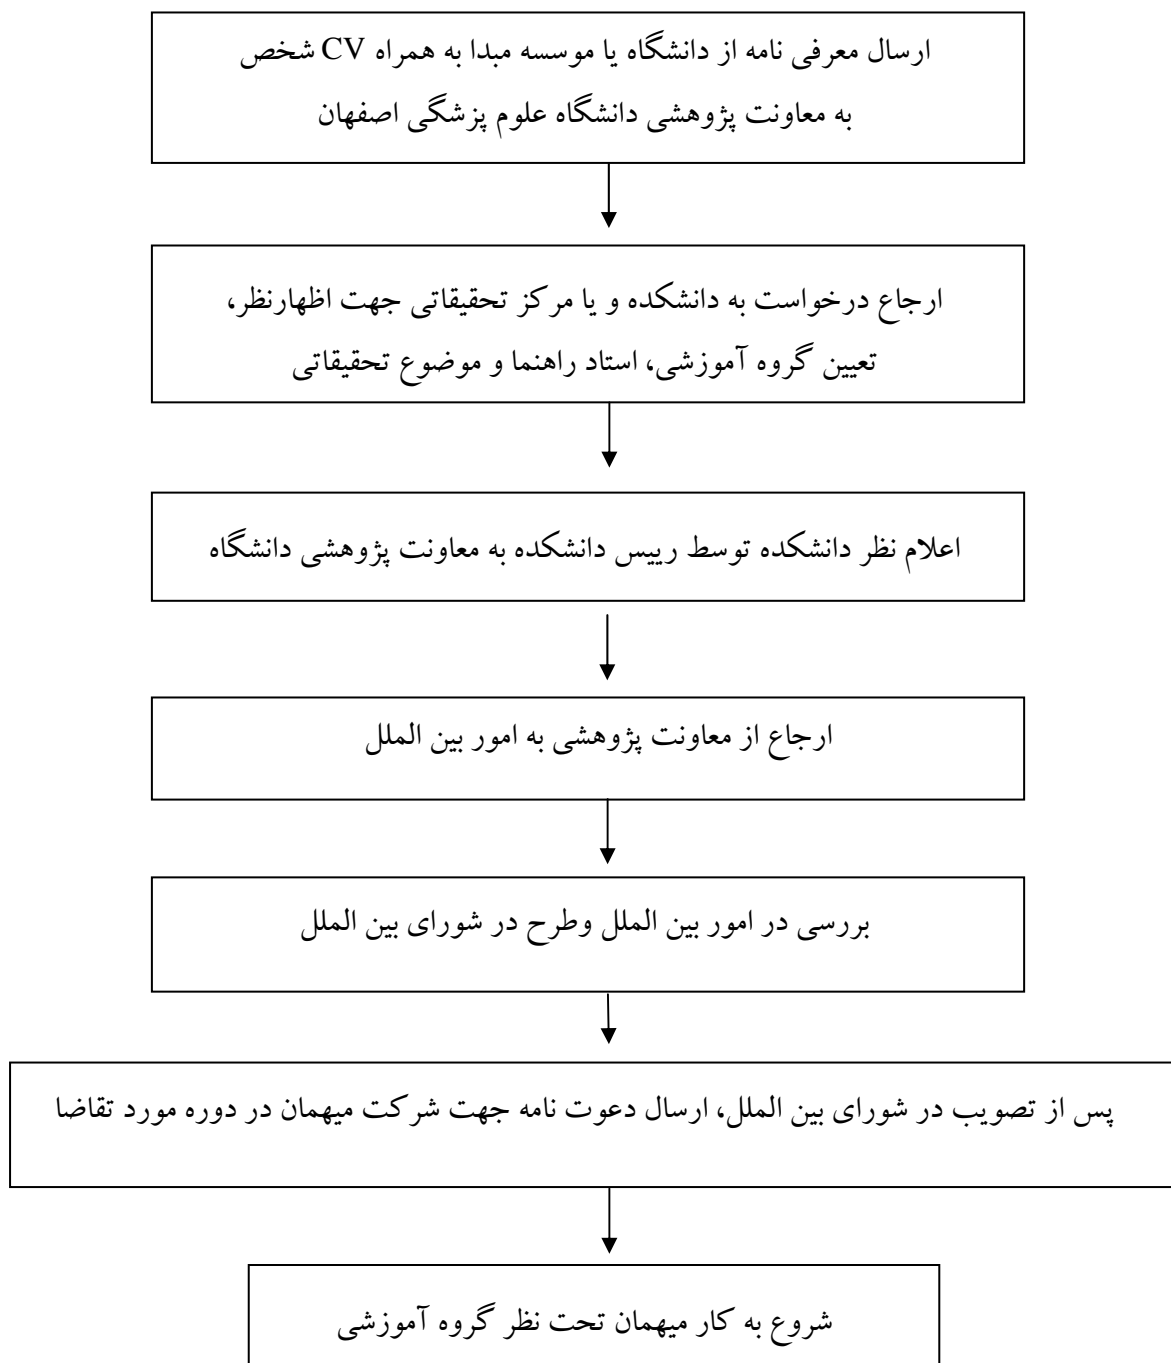 ارسال معرفی نامه از دانشگاه یا موسسه مبدا به همراه CV شخص
به معاونت پژوهشی دانشگاه علوم پزشگی اصفهان
ارجاع درخواست به دانشکده و یا مرکز تحقیقاتی جهت اظهارنظر،
تعیین گروه آموزشی، استاد راهنما و موضوع تحقیقاتی
اعلام نظر دانشکده توسط رییس دانشکده به معاونت پژوهشی دانشگاه
ارجاع از معاونت پژوهشی به امور بین الملل
بررسی در امور بین الملل وطرح در شورای بین الملل
پس از تصویب در شورای بین الملل، ارسال دعوت نامه جهت شرکت میهمان در دوره مورد تقاضا
شروع به کار میهمان تحت نظر گروه آموزشی